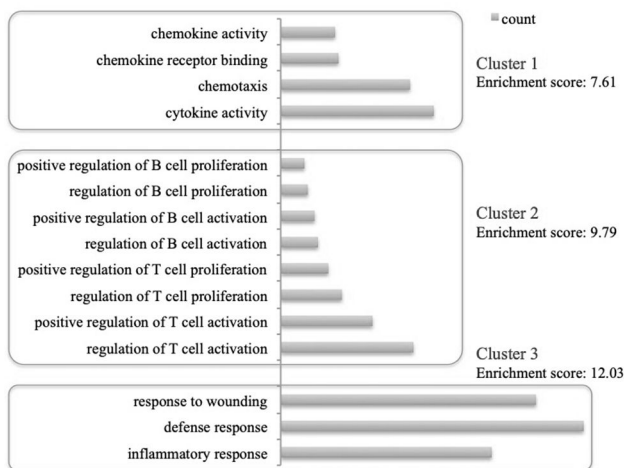 count
chemokine activity
chemokine receptor binding
chemotaxis
cytokine activity
Cluster 1
Enrichment score: 7.61
positive regulation of B cell proliferation
regulation of B cell proliferation
positive regulation of B cell activation
regulation of B cell activation
positive regulation of T cell proliferation
regulation of T cell proliferation
positive regulation of T cell activation
regulation of T cell activation
Cluster 2
Enrichment score: 9.79
Cluster 3
Enrichment score: 12.03
response to wounding
defense response
inflammatory response